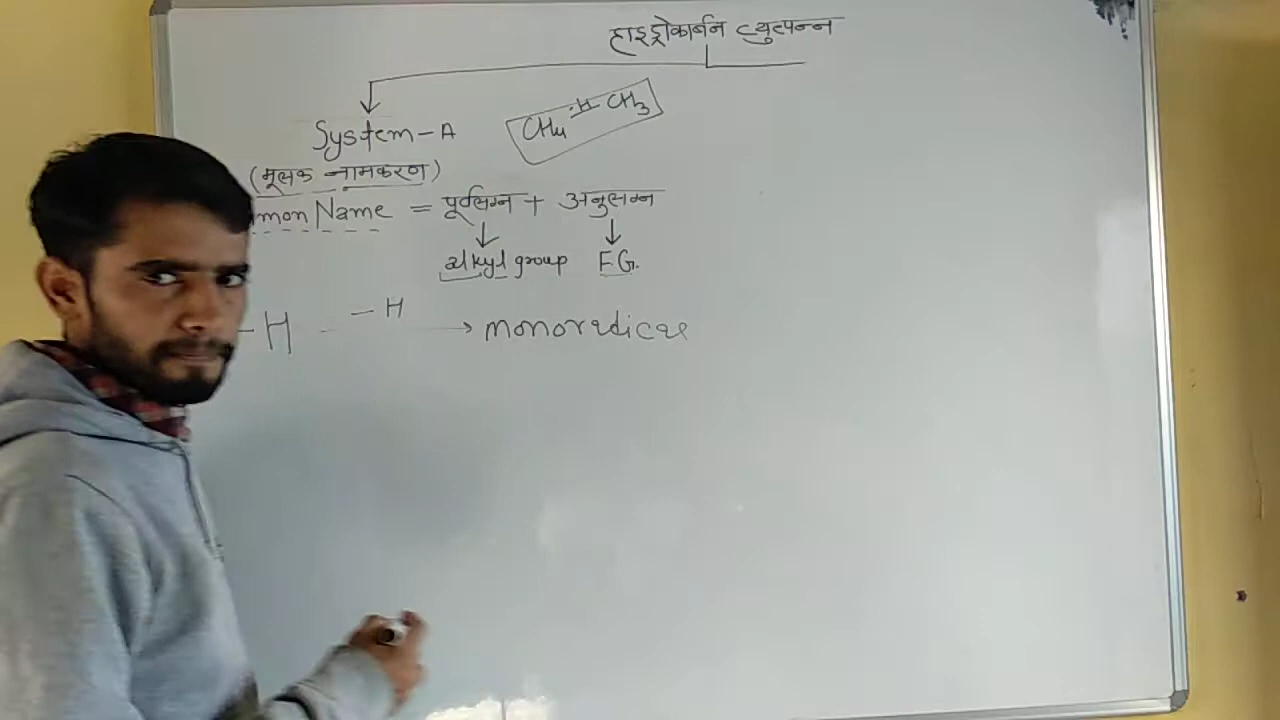 हाइड्रोकार्बन व्युत्पन्न
System-A
CH4 -H CH3
(मूलक नामकरण)
mon Name = पूर्वलग्न + अनुलग्न
alkyl group F.G.
-H -H → monoradical